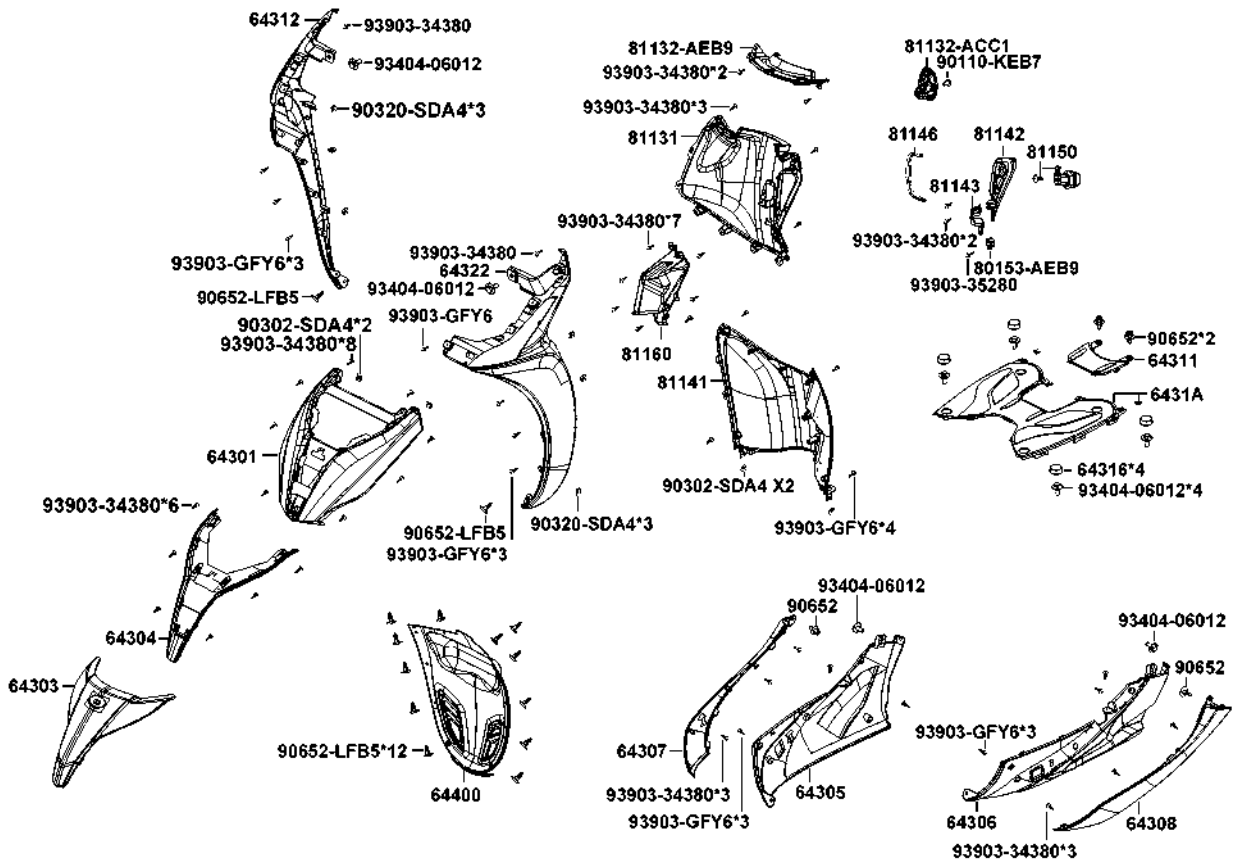 64312
93903-34380
93404-06012
90320-SDA4*3
93903-GFY6*3
90652-LFB5
81132-AEB9
93903-34380*2
93903-34380*3
81131
81132-ACC1
90110-KEB7
81146
81142
81150
81143
93903-34380*2
80153-AEB9
93903-35280
93903-34380*7
93903-34380
64322
93404-06012
93903-GFY6
90302-SDA4*2
93903-34380*8
81160
81141
90652*2
64311
6431A
64316*4
93404-06012*4
64301
93903-34380*6
90302-SDA4 X2
93903-GFY6*4
90652-LFB5
93903-GFY6*3
90320-SDA4*3
64304
64303
90652-LFB5*12
64400
93404-06012
90652
64307
93903-34380*3
93903-GFY6*3
64305
93404-06012
90652
93903-GFY6*3
64306
64308
93903-34380*3